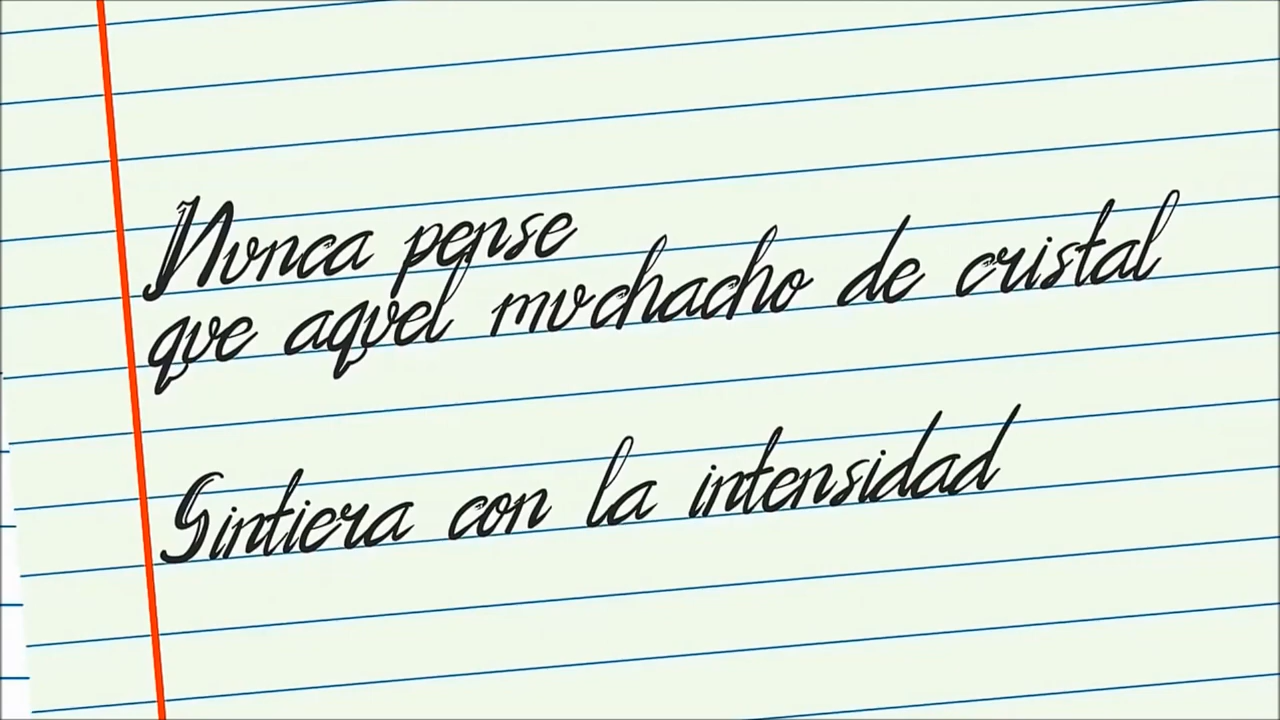 Nunca pense
que aquel muchacho de cristal
Sintiera con la intensidad